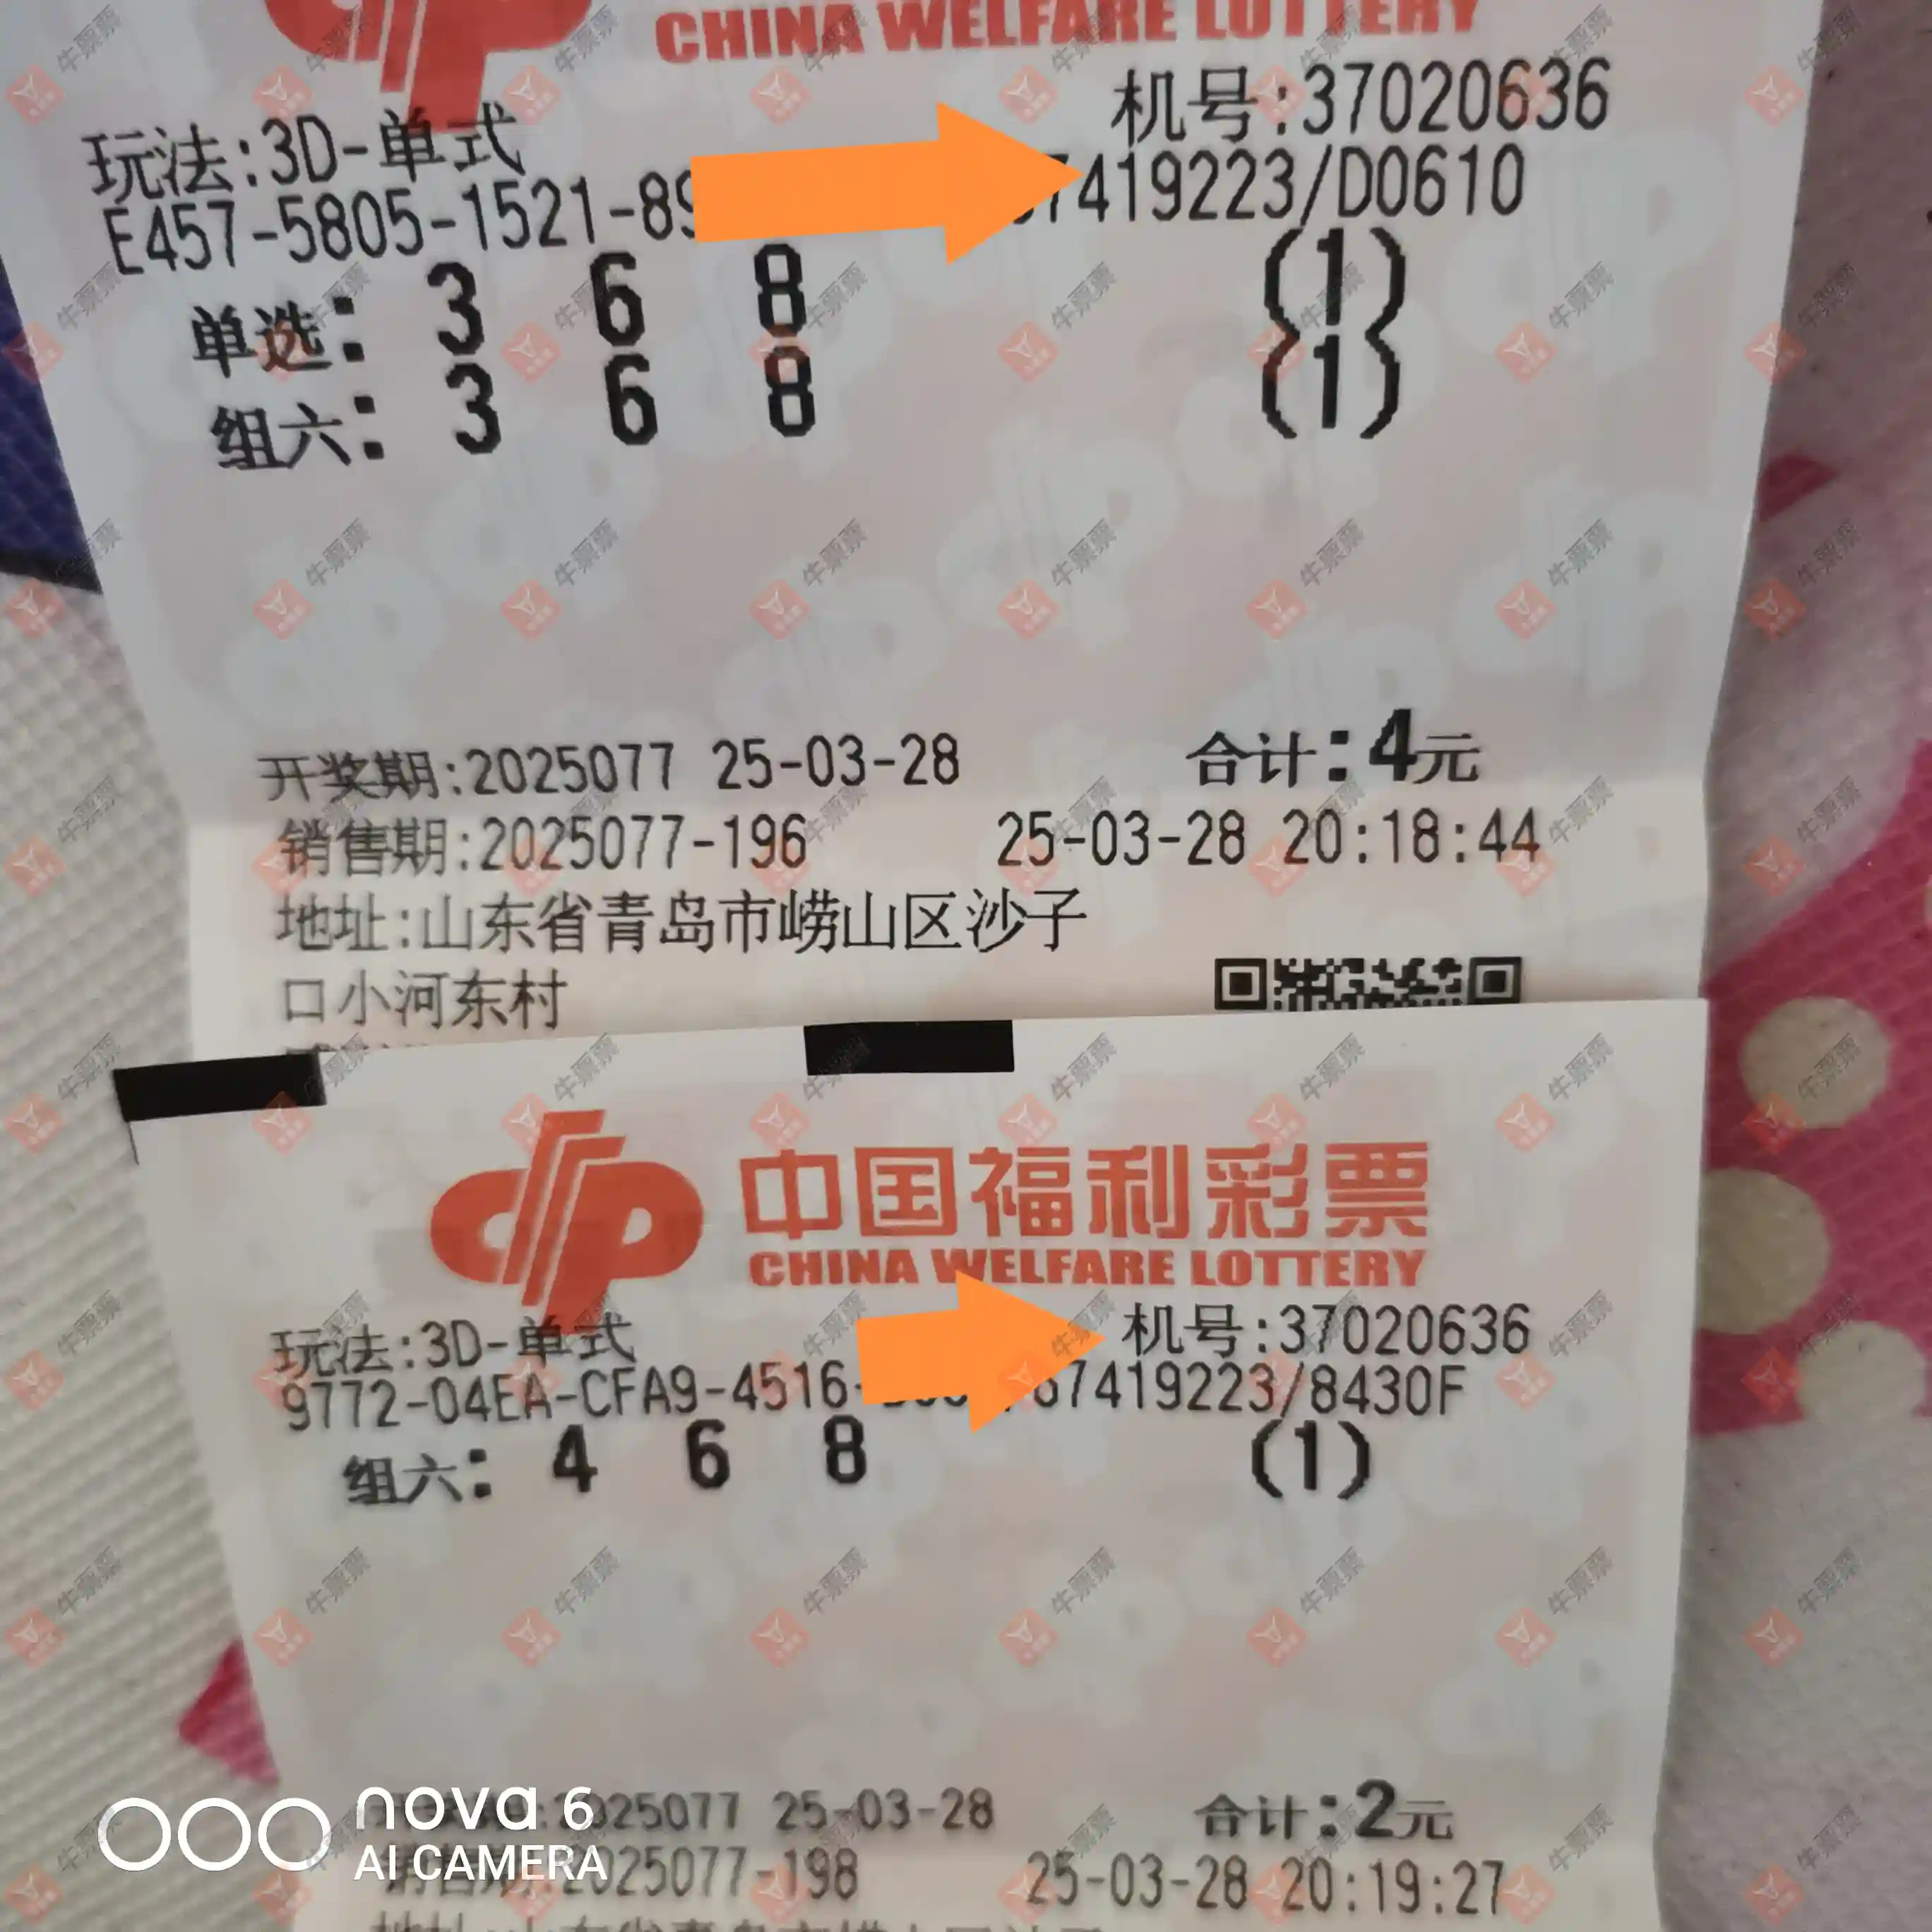 CHINA WELFARE LOTTERY
机号:37020636
玩法:3D-单式
E457-5805-1521-89 7419223/D0610
单选: 3 6 8 (1)
组六: 3 6 8 (1)
开奖期:2025077 25-03-28 合计:4元
销售期:2025077-196 25-03-28 20:18:44
地址:山东省青岛市崂山区沙子
口小河东村
中国福利彩票
CHINA WELFARE LOTTERY
玩法:3D-单式 机号:37020636
9772-04EA-CFA9-4516- 67419223/8430F
组六: 4 6 8 (1)
2025077 25-03-28 合计:2元
2025077-198 25-03-28 20:19:27
nova 6
AI CAMERA
牛票票